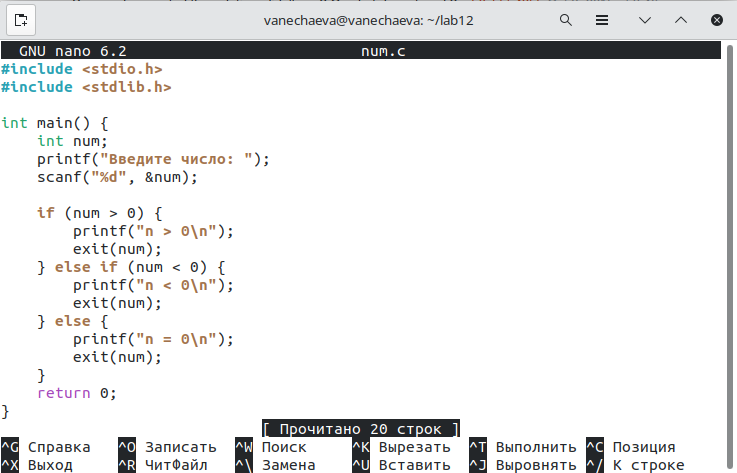 vanechaeva@vanechaeva: ~/lab12
GNU nano 6.2 num.c
#include <stdio.h>
#include <stdlib.h>

int main() {
    int num;
    printf("Введите число: ");
    scanf("%d", &num);

    if (num > 0) {
        printf("n > 0\n");
        exit(num);
    } else if (num < 0) {
        printf("n < 0\n");
        exit(num);
    } else {
        printf("n = 0\n");
        exit(num);
    }
    return 0;
}
[ Прочитано 20 строк ]
^G Справка ^O Записать ^W Поиск ^K Вырезать ^T Выполнить ^C Позиция
^X Выход ^R ЧитФайл ^\ Замена ^U Вставить ^J Выровнять ^/ К строке